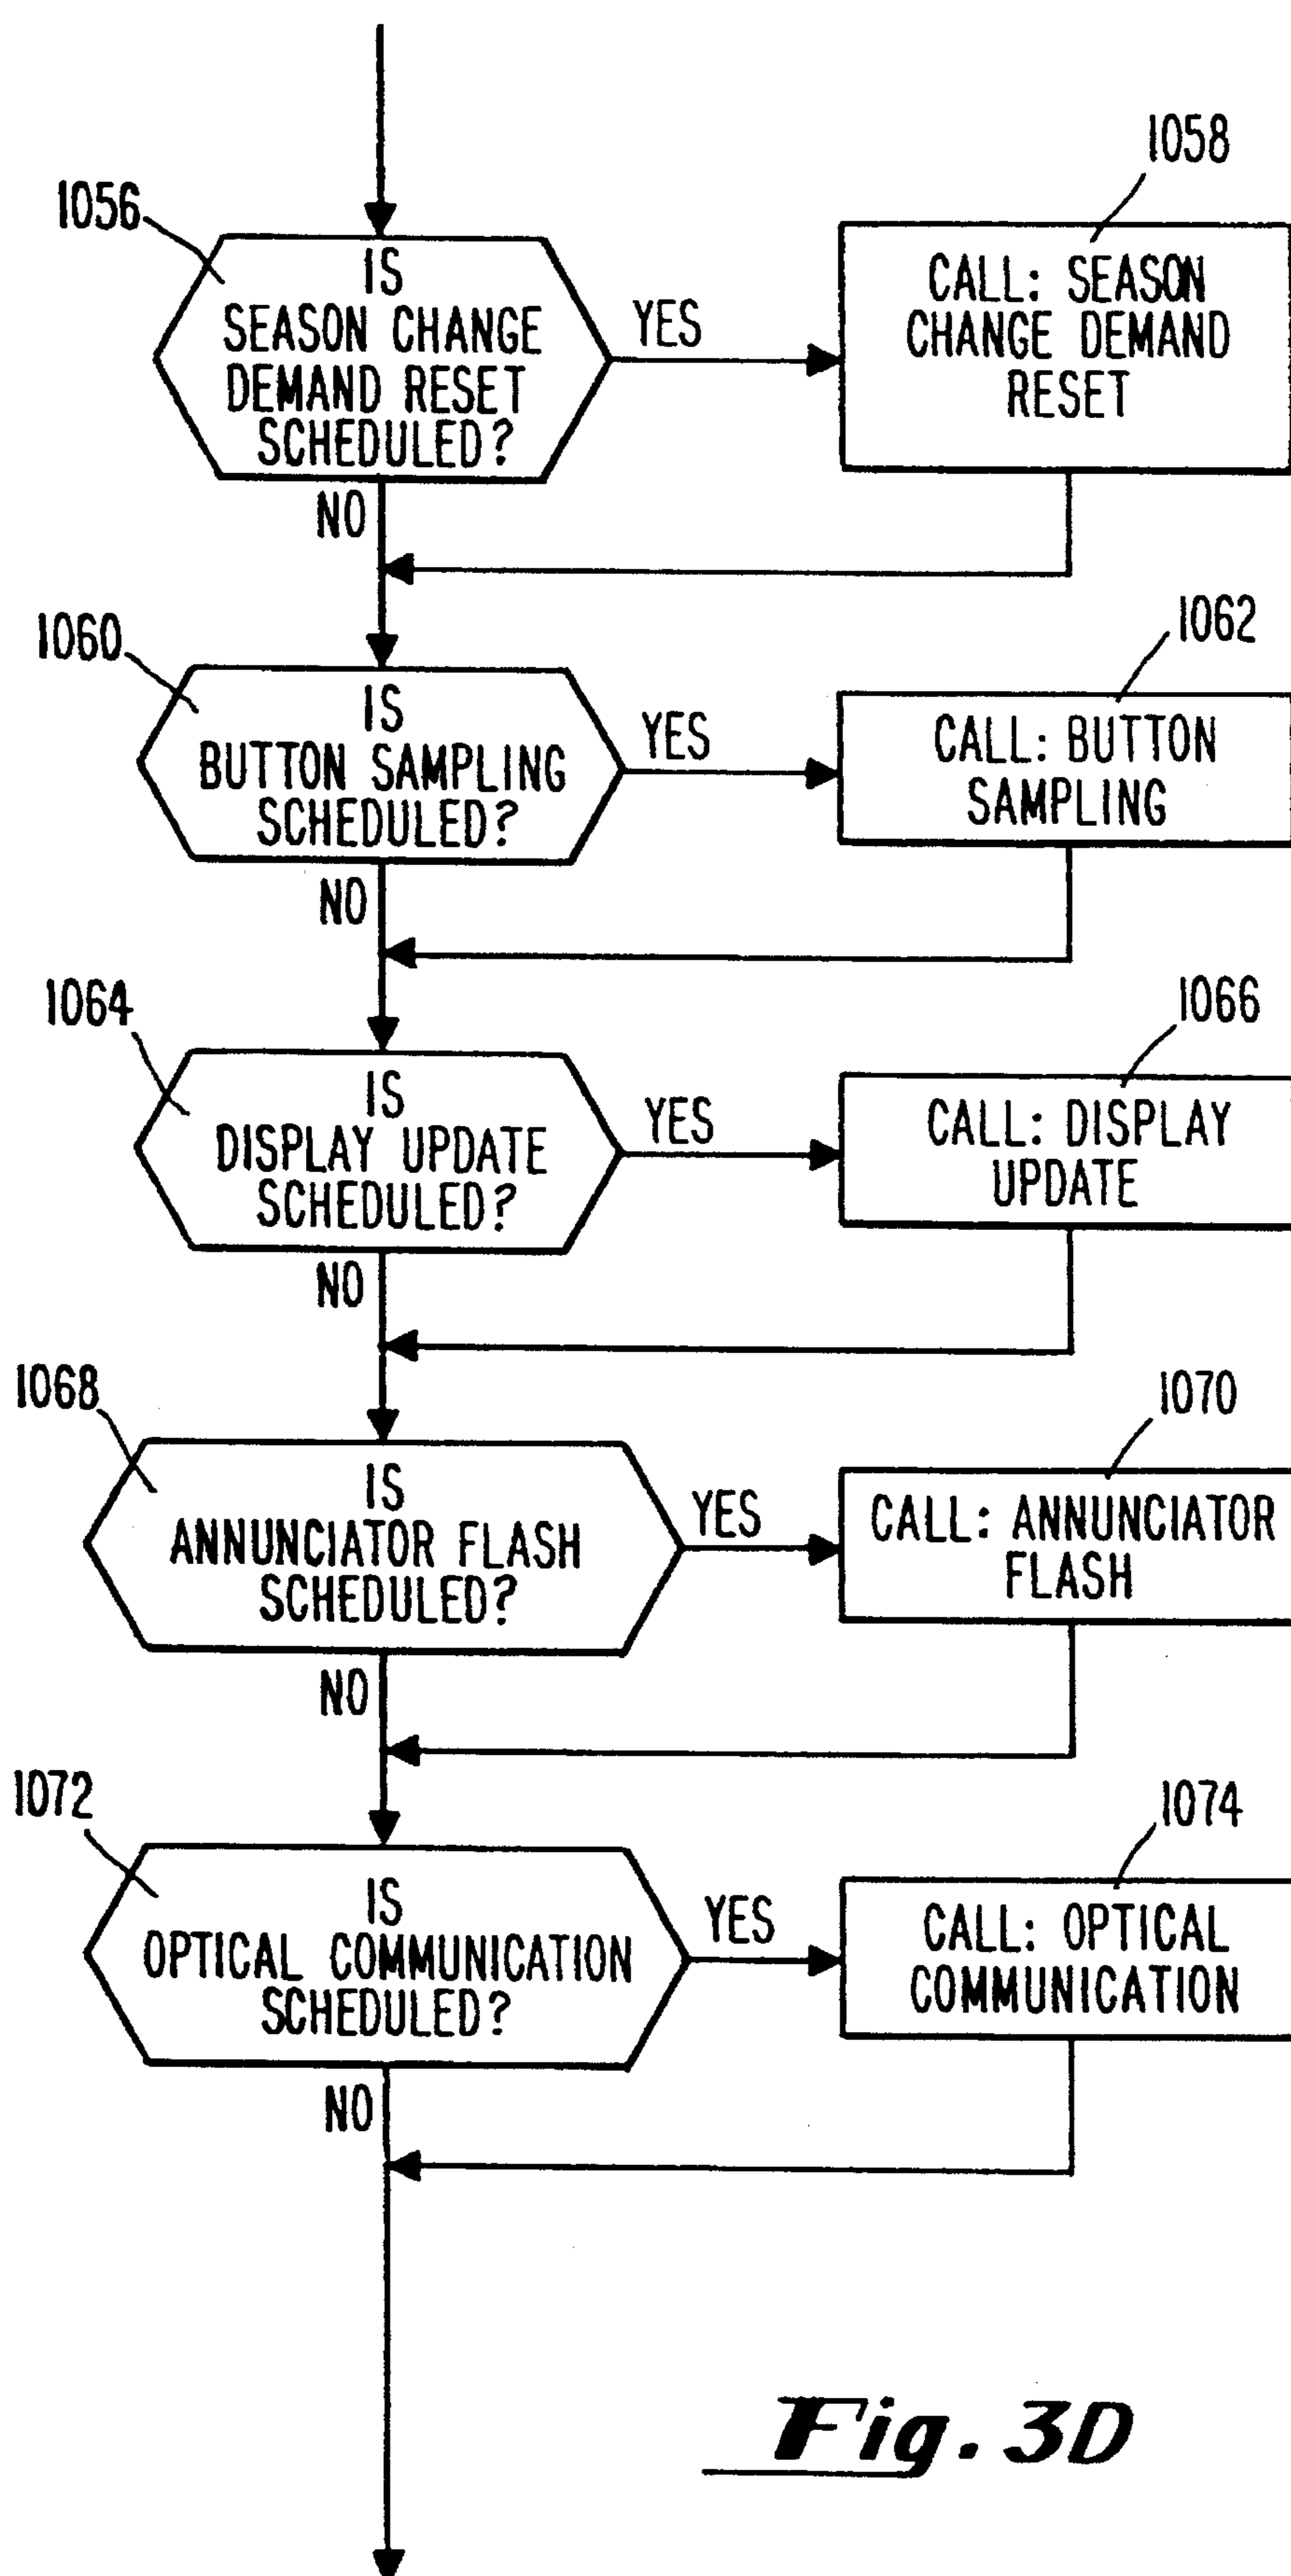 1056
IS
SEASON CHANGE
DEMAND RESET
SCHEDULED?
YES
NO
1058
CALL: SEASON
CHANGE DEMAND
RESET
1060
IS
BUTTON SAMPLING
SCHEDULED?
YES
NO
1062
CALL: BUTTON
SAMPLING
1064
IS
DISPLAY UPDATE
SCHEDULED?
YES
NO
1066
CALL: DISPLAY
UPDATE
1068
IS
ANNUNCIATOR FLASH
SCHEDULED?
YES
NO
1070
CALL: ANNUNCIATOR
FLASH
1072
IS
OPTICAL COMMUNICATION
SCHEDULED?
YES
NO
1074
CALL: OPTICAL
COMMUNICATION
Fig. 3D